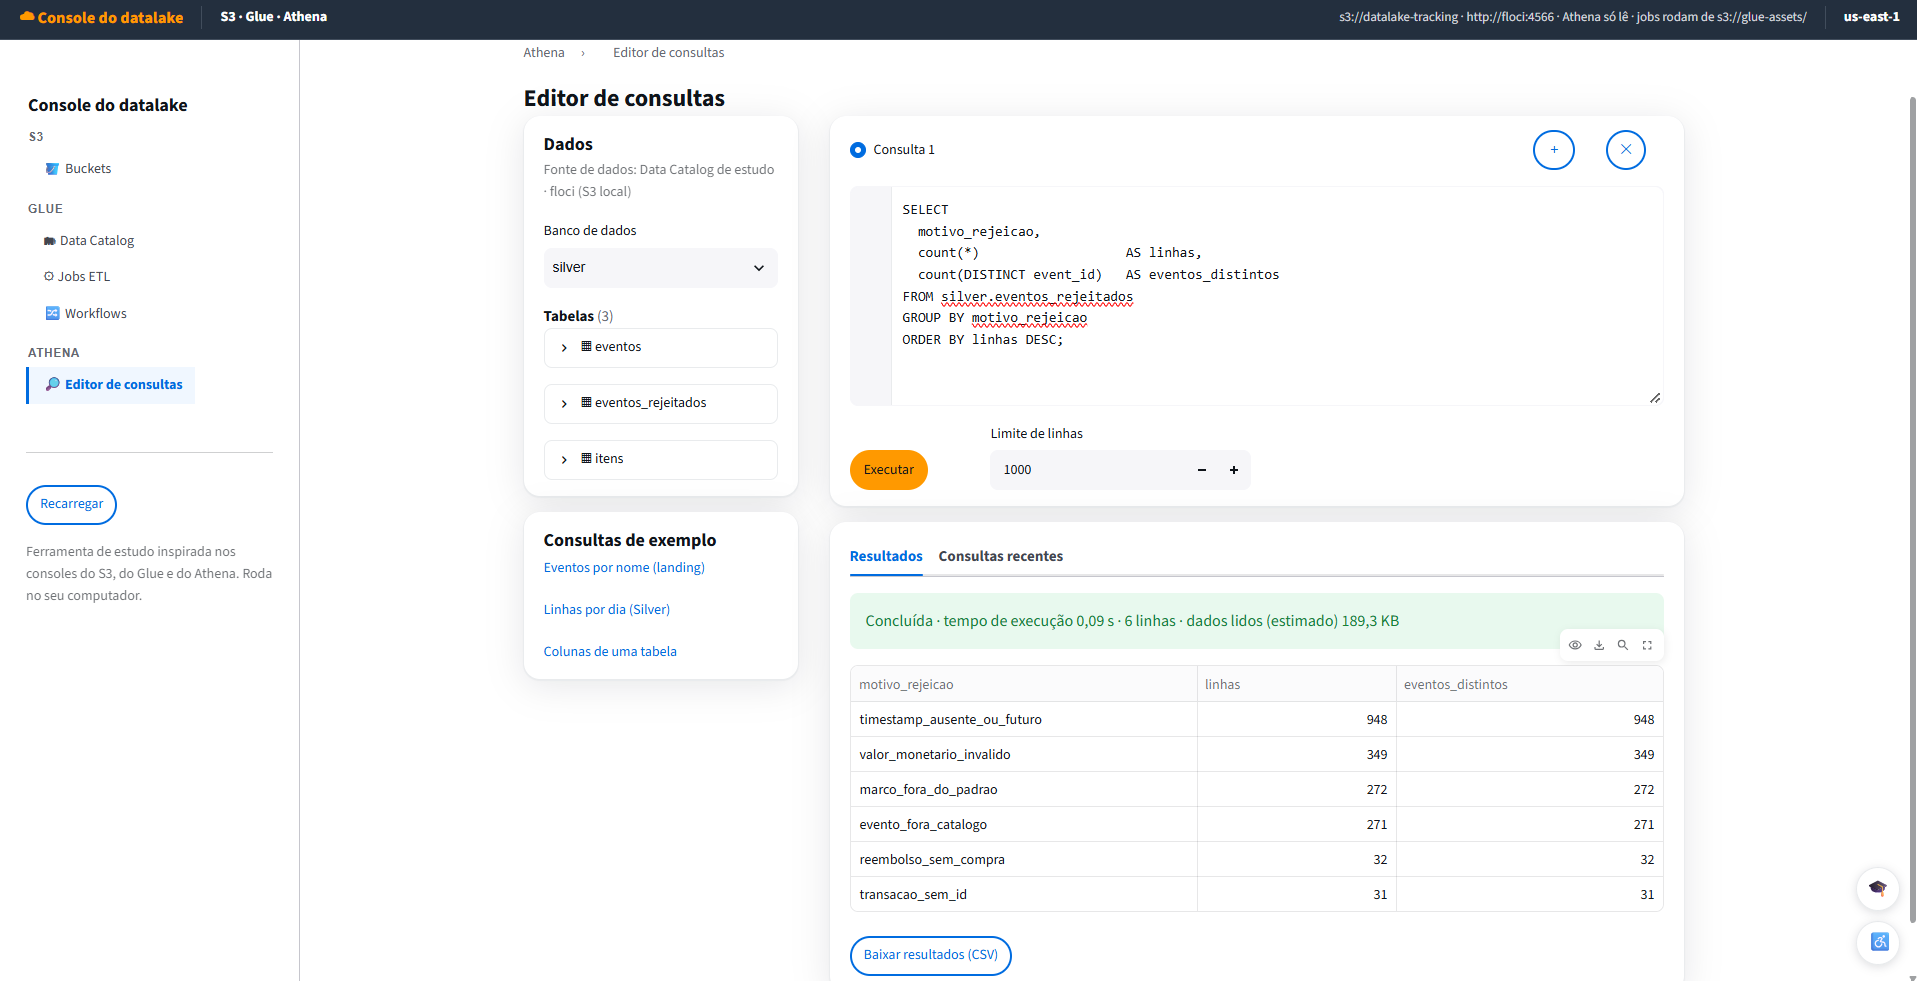 Console do datalake
S3 · Glue · Athena
s3://datalake-tracking · http://floci:4566 · Athena só lê · jobs rodam de s3://glue-assets/
us-east-1
Console do datalake
S3
Buckets
GLUE
Data Catalog
Jobs ETL
Workflows
ATHENA
Editor de consultas
Recarregar
Ferramenta de estudo inspirada nos
consoles do S3, do Glue e do Athena. Roda
no seu computador.
Athena › Editor de consultas
Editor de consultas
Dados
Fonte de dados: Data Catalog de estudo
· floci (S3 local)
Banco de dados
silver
Tabelas (3)
eventos
eventos_rejeitados
itens
Consultas de exemplo
Eventos por nome (landing)
Linhas por dia (Silver)
Colunas de uma tabela
Consulta 1
SELECT
motivo_rejeicao,
count(*) AS linhas,
count(DISTINCT event_id) AS eventos_distintos
FROM silver.eventos_rejeitados
GROUP BY motivo_rejeicao
ORDER BY linhas DESC;
Limite de linhas
Executar
1000
Resultados Consultas recentes
Concluída · tempo de execução 0,09 s · 6 linhas · dados lidos (estimado) 189,3 KB
motivo_rejeicao linhas eventos_distintos
timestamp_ausente_ou_futuro 948 948
valor_monetario_invalido 349 349
marco_fora_do_padrao 272 272
evento_fora_catalogo 271 271
reembolso_sem_compra 32 32
transacao_sem_id 31 31
Baixar resultados (CSV)